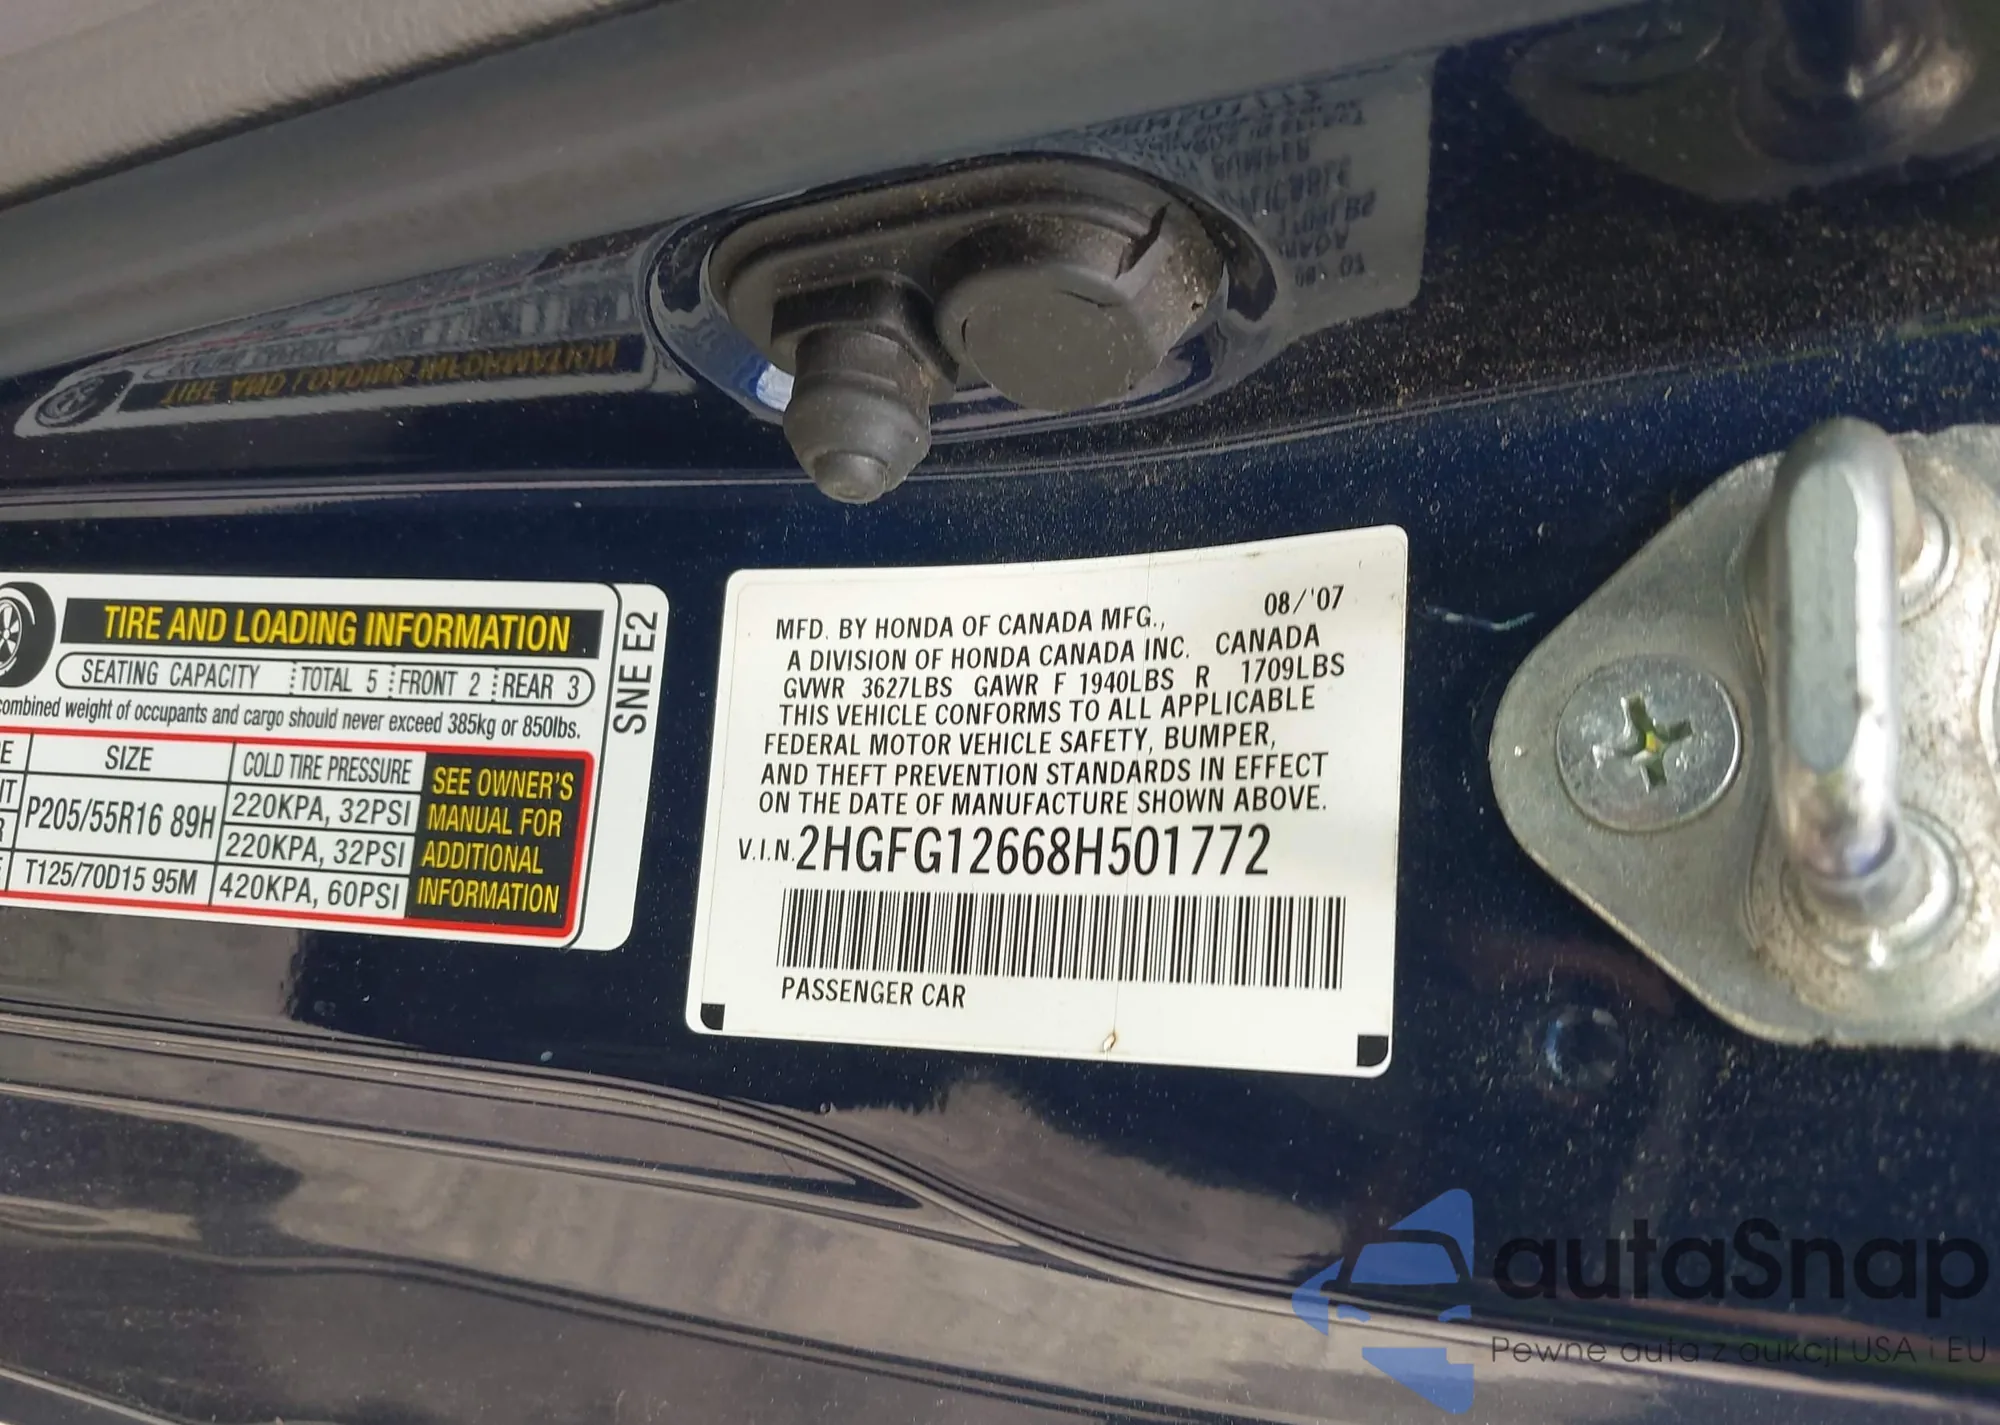 TIRE AND LOADING INFORMATION
SEATING CAPACITY TOTAL 5 FRONT 2 REAR 3
combined weight of occupants and cargo should never exceed 385kg or 850lbs.
SIZE COLD TIRE PRESSURE
P205/55R16 89H 220KPA, 32PSI
220KPA, 32PSI
T125/70D15 95M 420KPA, 60PSI
SEE OWNER'S
MANUAL FOR
ADDITIONAL
INFORMATION
SNE E2
08/'07
MFD. BY HONDA OF CANADA MFG.,
A DIVISION OF HONDA CANADA INC. CANADA
GVWR 3627LBS GAWR F 1940LBS R 1709LBS
THIS VEHICLE CONFORMS TO ALL APPLICABLE
FEDERAL MOTOR VEHICLE SAFETY, BUMPER,
AND THEFT PREVENTION STANDARDS IN EFFECT
ON THE DATE OF MANUFACTURE SHOWN ABOVE.
V.I.N. 2HGFG12668H501772
PASSENGER CAR
autaSnap
Pewne auta z aukcji USA i EU